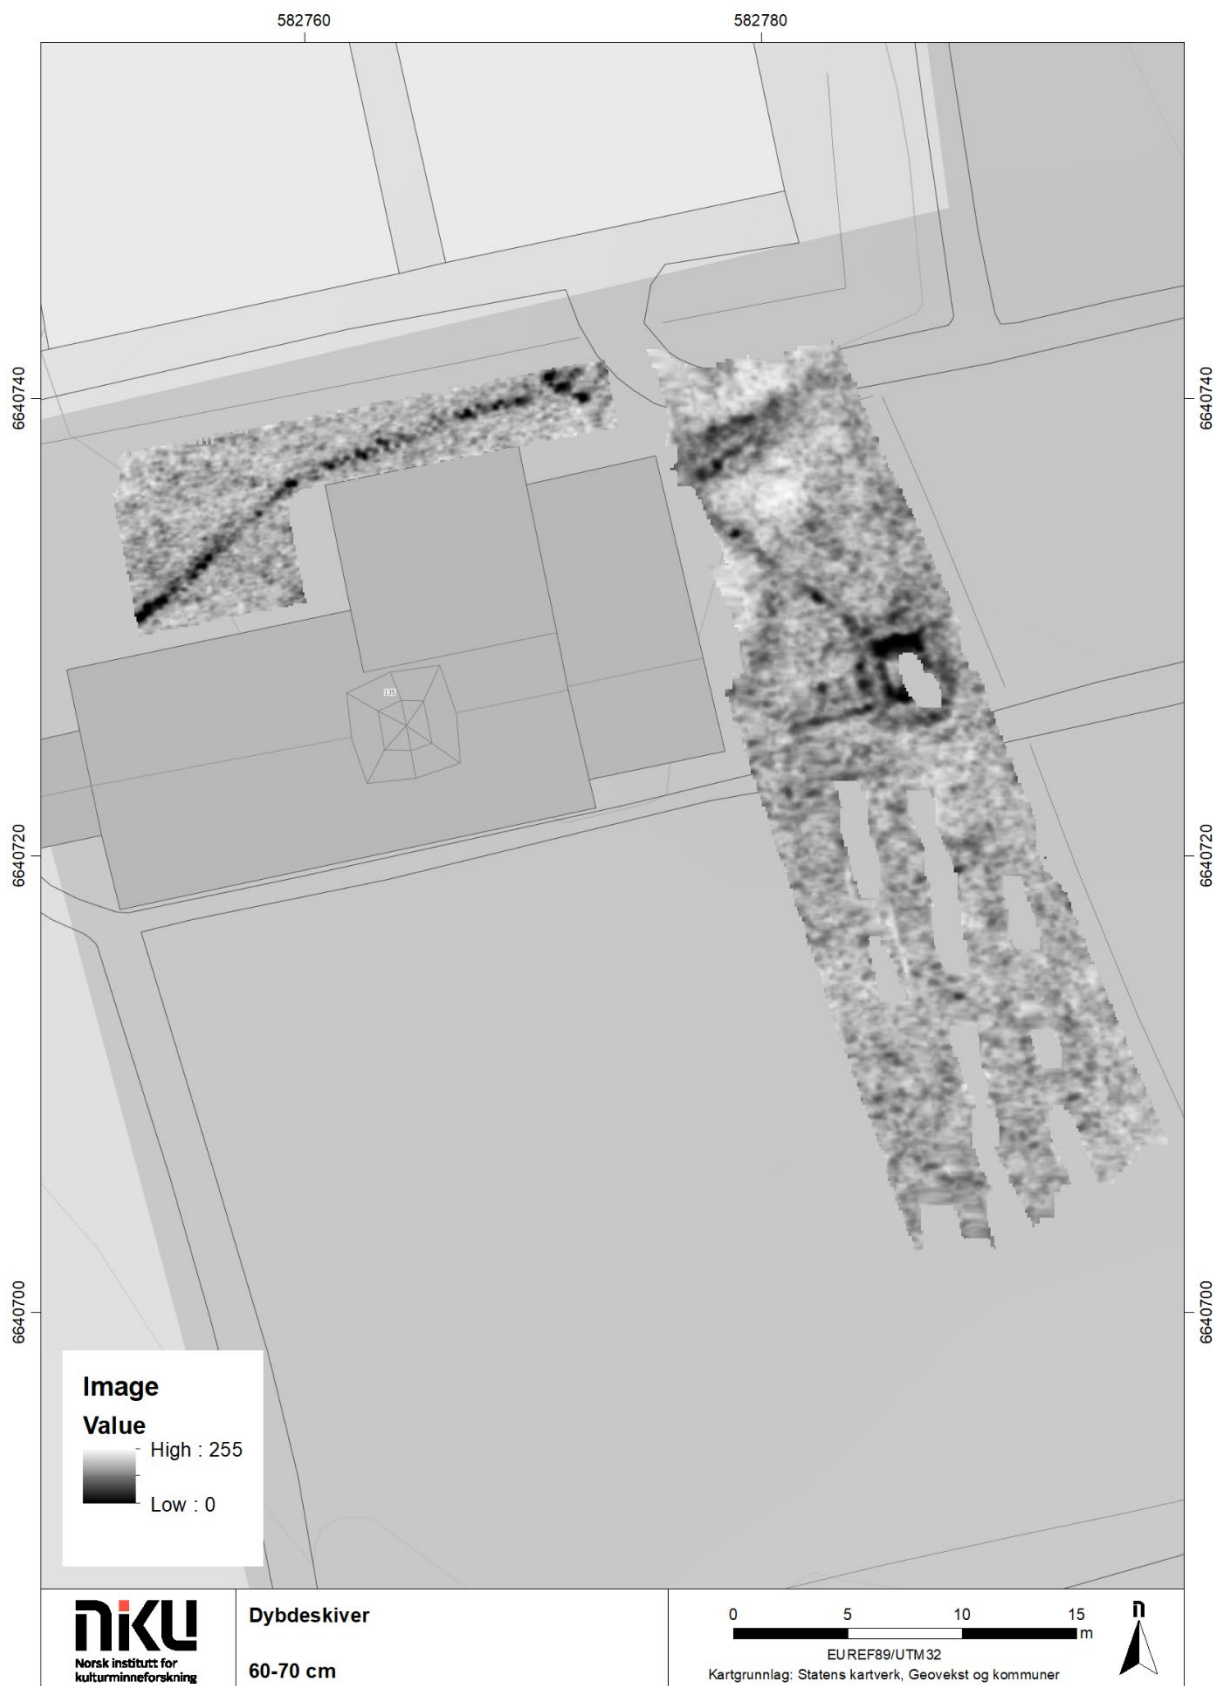 582760
582780
6640740
6640740
135
6640720
6640720
6640700
6640700
Image
Value
High : 255
Low : 0
NIKU
Norsk institutt for
kulturminneforskning
Dybdeskiver
60-70 cm
0 5 10 15
m
EUREF89/UTM32
Kartgrunnlag: Statens kartverk, Geovekst og kommuner
n